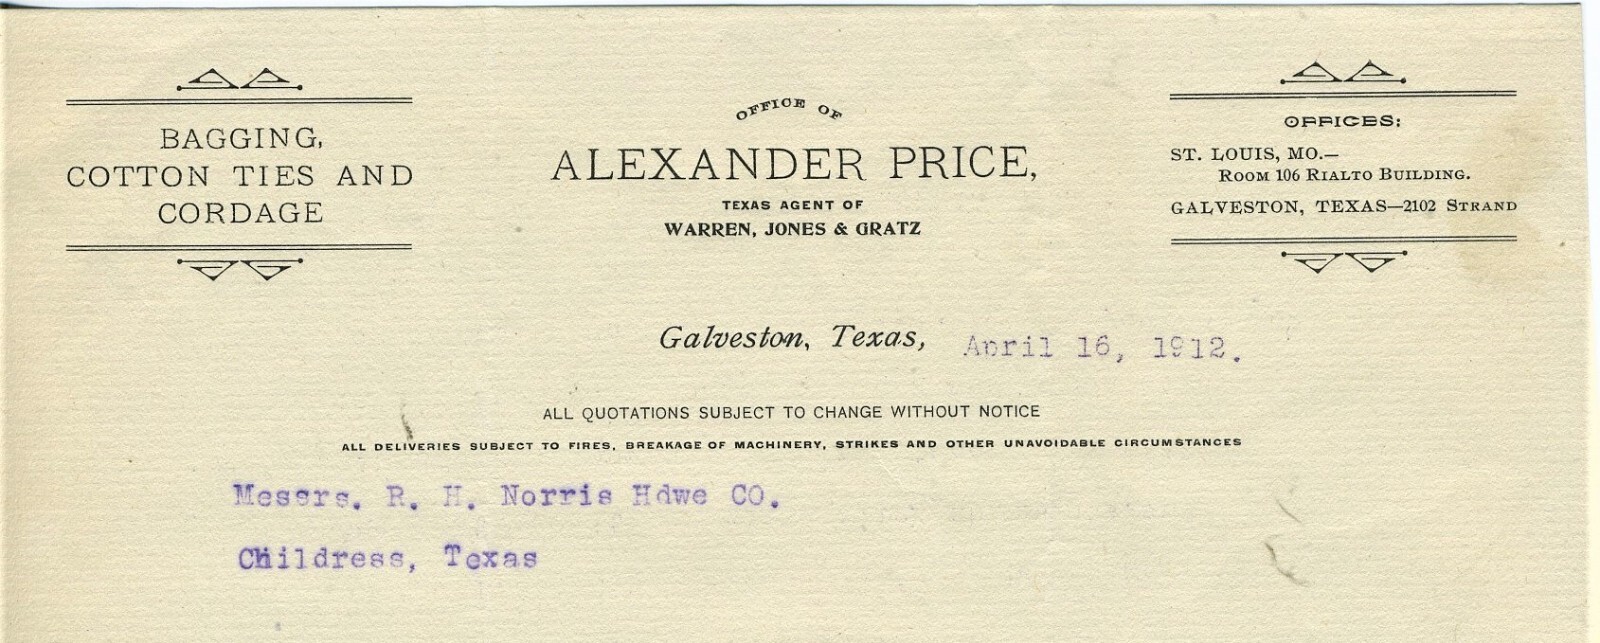 BAGGING,
COTTON TIES AND
CORDAGE
OFFICE OF
ALEXANDER PRICE,
TEXAS AGENT OF
WARREN, JONES & GRATZ
OFFICES:
ST. LOUIS, MO.—
ROOM 106 RIALTO BUILDING.
GALVESTON, TEXAS—2102 STRAND
Galveston, Texas, April 16, 1912.
ALL QUOTATIONS SUBJECT TO CHANGE WITHOUT NOTICE
ALL DELIVERIES SUBJECT TO FIRES, BREAKAGE OF MACHINERY, STRIKES AND OTHER UNAVOIDABLE CIRCUMSTANCES
Messrs. R. H. Norris Hdwe CO.
Childress, Texas